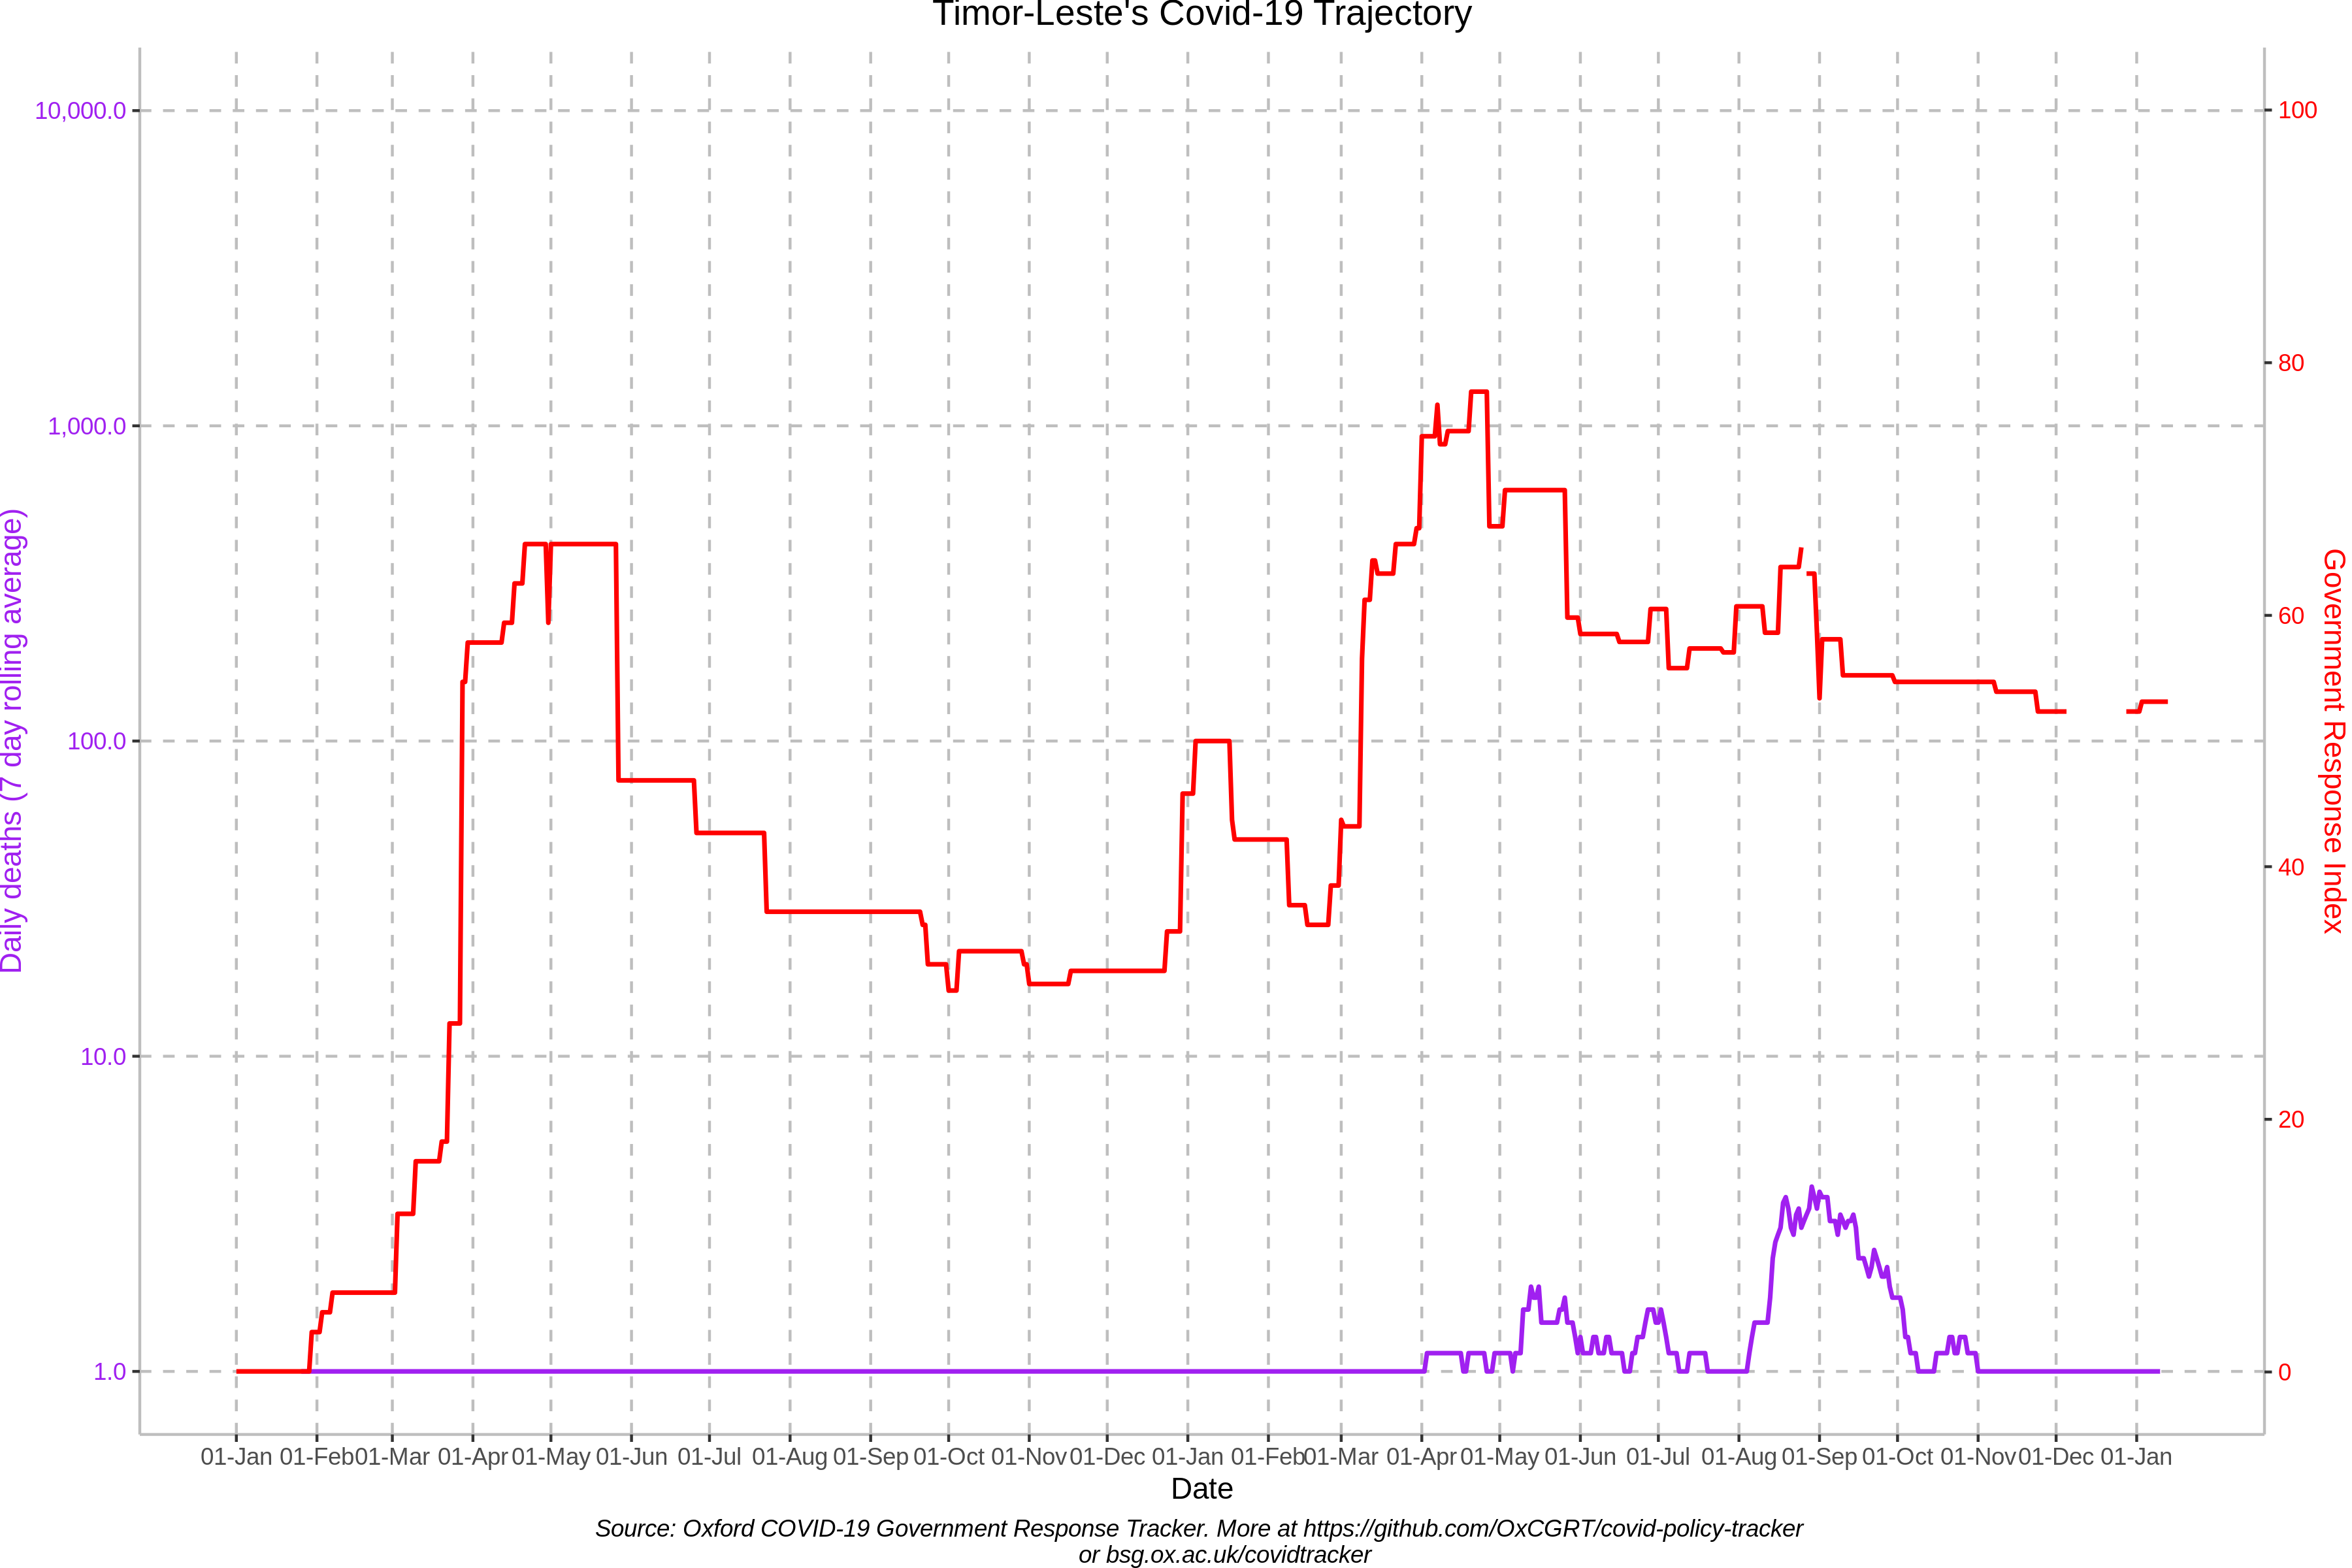 Timor-Leste's Covid-19 Trajectory
10,000.0
1,000.0
100.0
10.0
1.0
Daily deaths (7 day rolling average)
100
80
60
40
20
0
Government Response Index
01-Jan 01-Feb 01-Mar 01-Apr 01-May 01-Jun 01-Jul 01-Aug 01-Sep 01-Oct 01-Nov 01-Dec 01-Jan 01-Feb 01-Mar 01-Apr 01-May 01-Jun 01-Jul 01-Aug 01-Sep 01-Oct 01-Nov 01-Dec 01-Jan
Date
Source: Oxford COVID-19 Government Response Tracker. More at https://github.com/OxCGRT/covid-policy-tracker
or bsg.ox.ac.uk/covidtracker